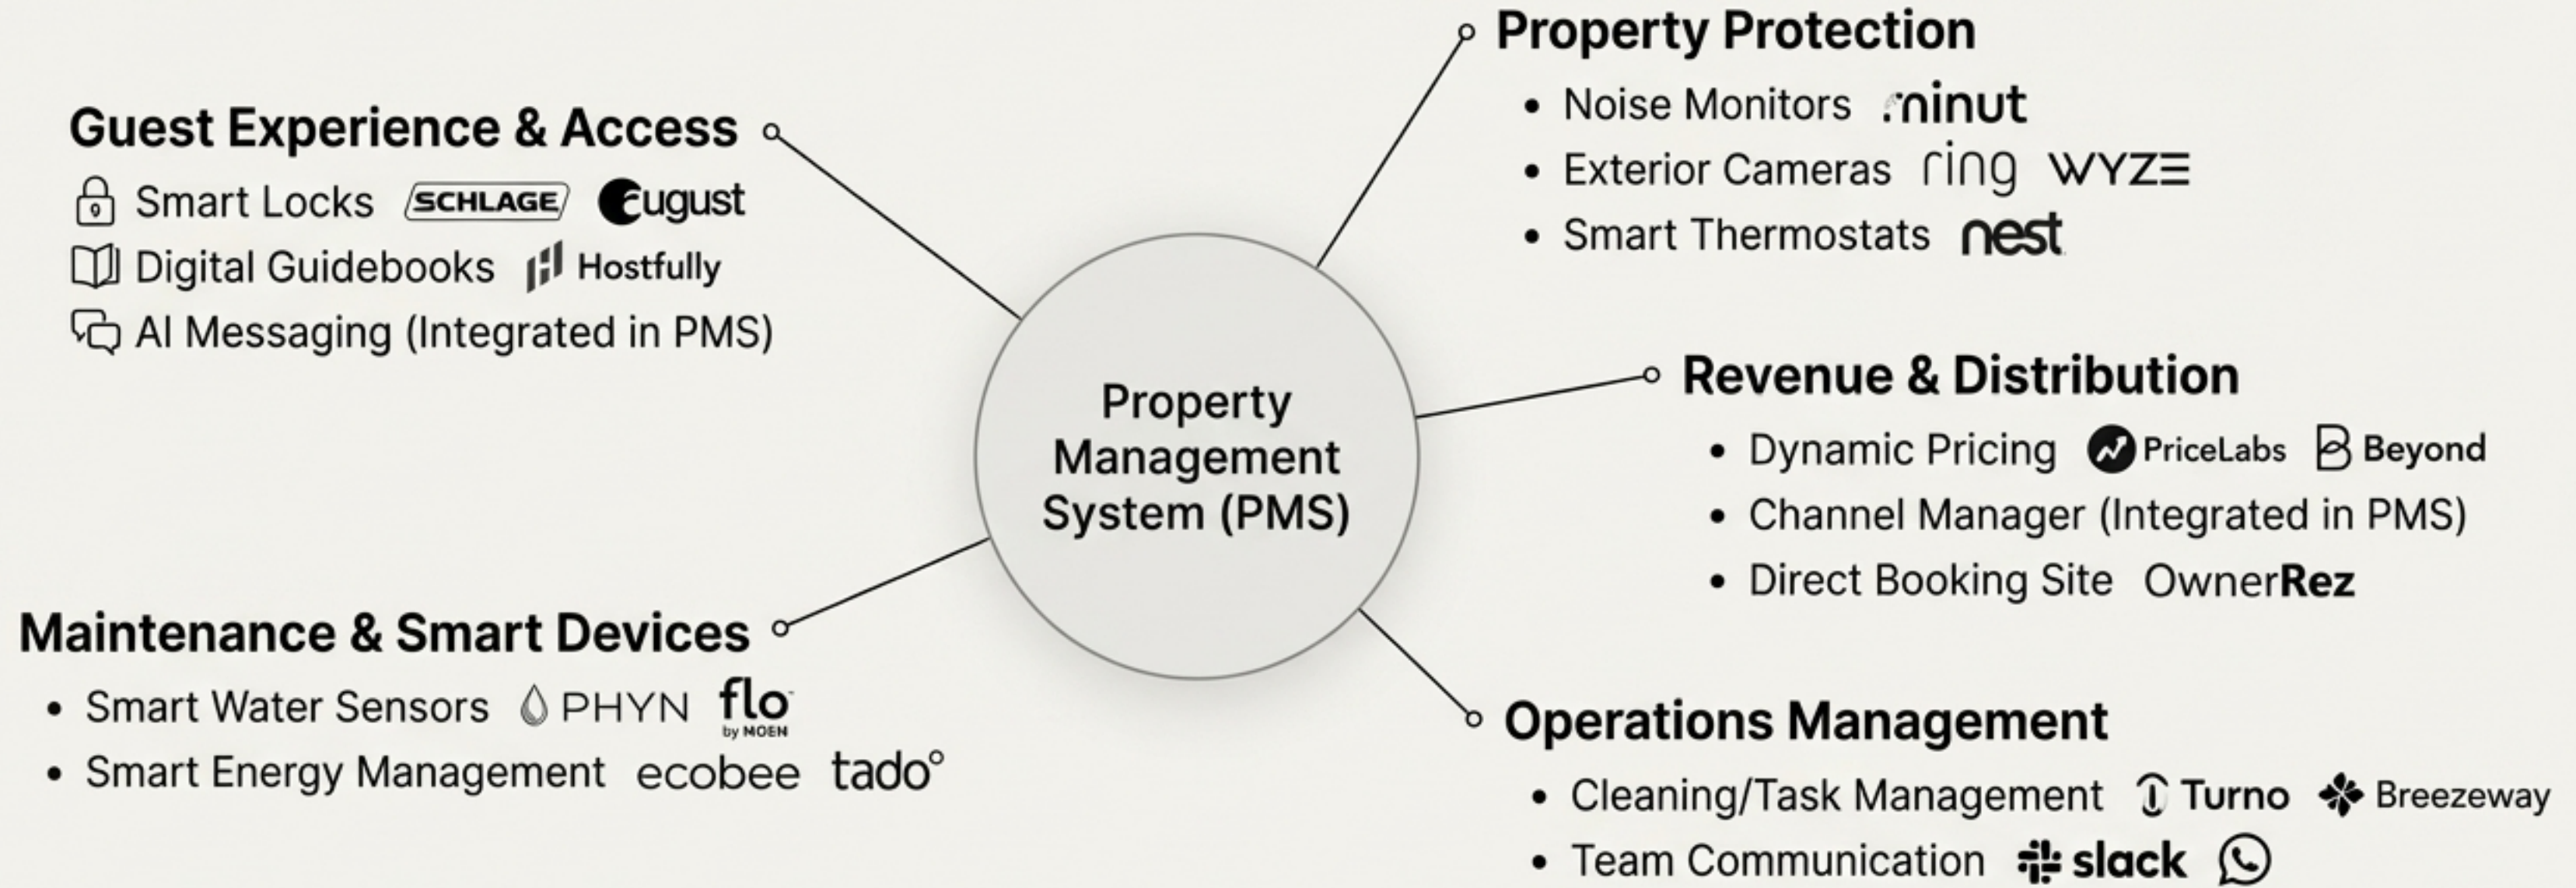 Guest Experience & Access
Smart Locks SCHLAGE august
Digital Guidebooks Hostfully
AI Messaging (Integrated in PMS)
Maintenance & Smart Devices
Smart Water Sensors PHYN flo by MOEN
Smart Energy Management ecobee tado°
Property
Management
System (PMS)
Property Protection
Noise Monitors minut
Exterior Cameras ring WYZE
Smart Thermostats nest
Revenue & Distribution
Dynamic Pricing PriceLabs Beyond
Channel Manager (Integrated in PMS)
Direct Booking Site OwnerRez
Operations Management
Cleaning/Task Management Turno Breezeway
Team Communication slack